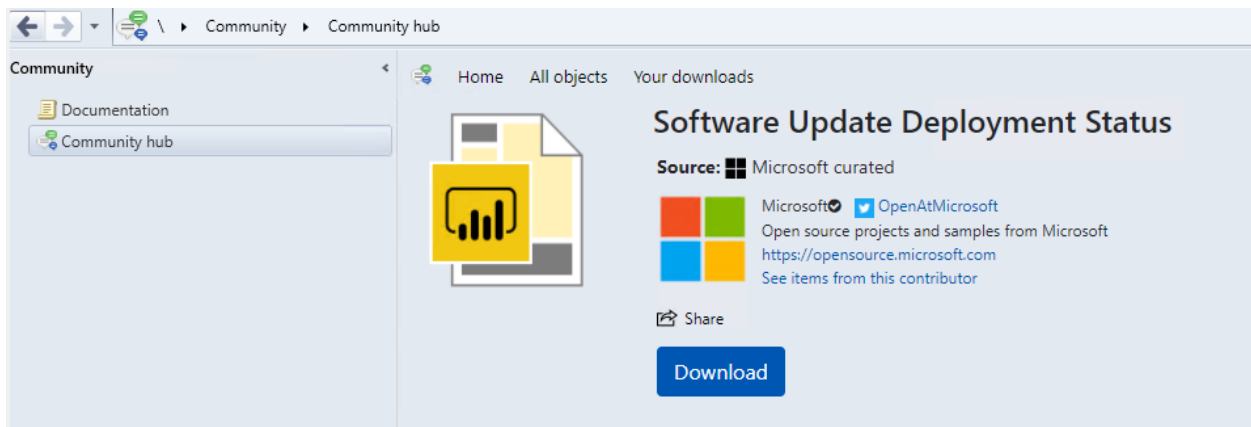 \ Community Community hub
Community
Documentation
Community hub
Home All objects Your downloads
Software Update Deployment Status
Source: Microsoft curated
Microsoft OpenAtMicrosoft
Open source projects and samples from Microsoft
https://opensource.microsoft.com
See items from this contributor
Share
Download